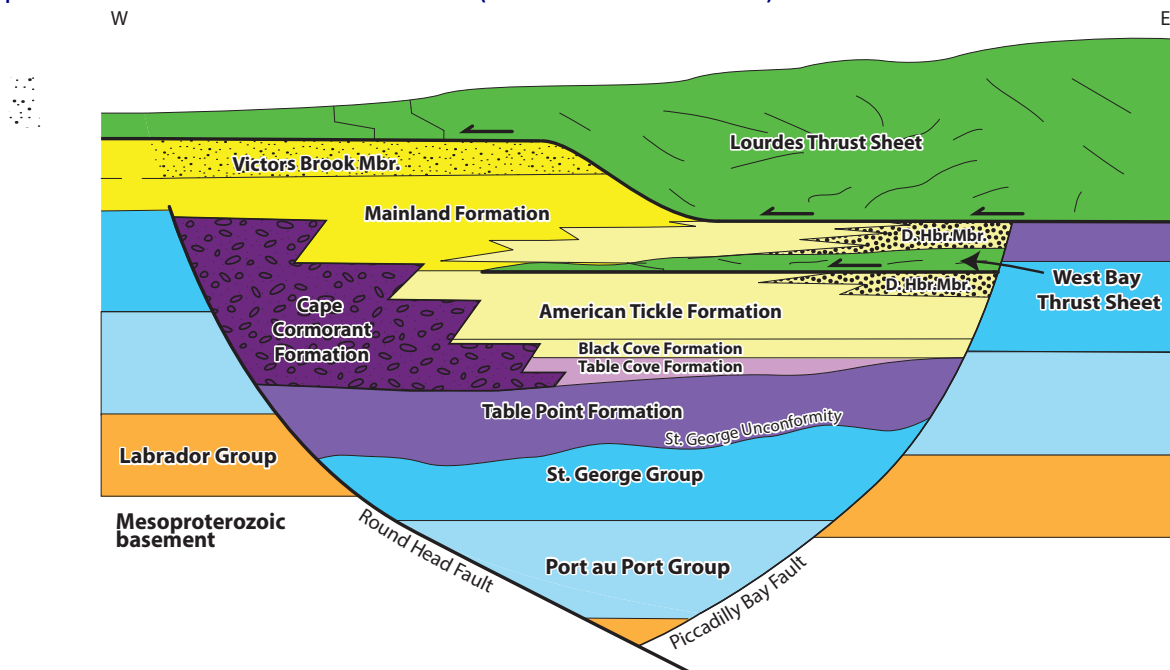 W
E
Lourdes Thrust Sheet
Victors Brook Mbr.
Mainland Formation
D. Hbr.Mbr.
West Bay
Thrust Sheet
D. Hbr.Mbr.
Cape
Cormorant
Formation
American Tickle Formation
Black Cove Formation
Table Cove Formation
Table Point Formation
St. George Unconformity
Labrador Group
St. George Group
Mesoproterozoic
basement
Round Head Fault
Port au Port Group
Piccadilly Bay Fault